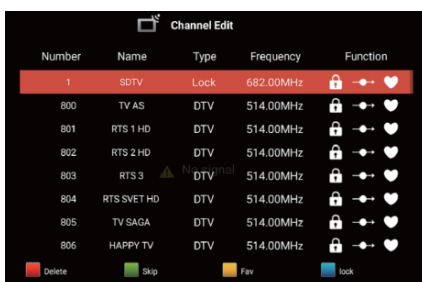 Channel Edit
Number Name Type Frequency Function
1 SDTV Lock 682.00MHz
800 TV AS DTV 514.00MHz
801 RTS 1 HD DTV 514.00MHz
802 RTS 2 HD DTV 514.00MHz
803 RTS 3 DTV 514.00MHz
No signal
804 RTS SVET HD DTV 514.00MHz
805 TV SAGA DTV 514.00MHz
806 HAPPY TV DTV 514.00MHz
Delete Skip Fav lock